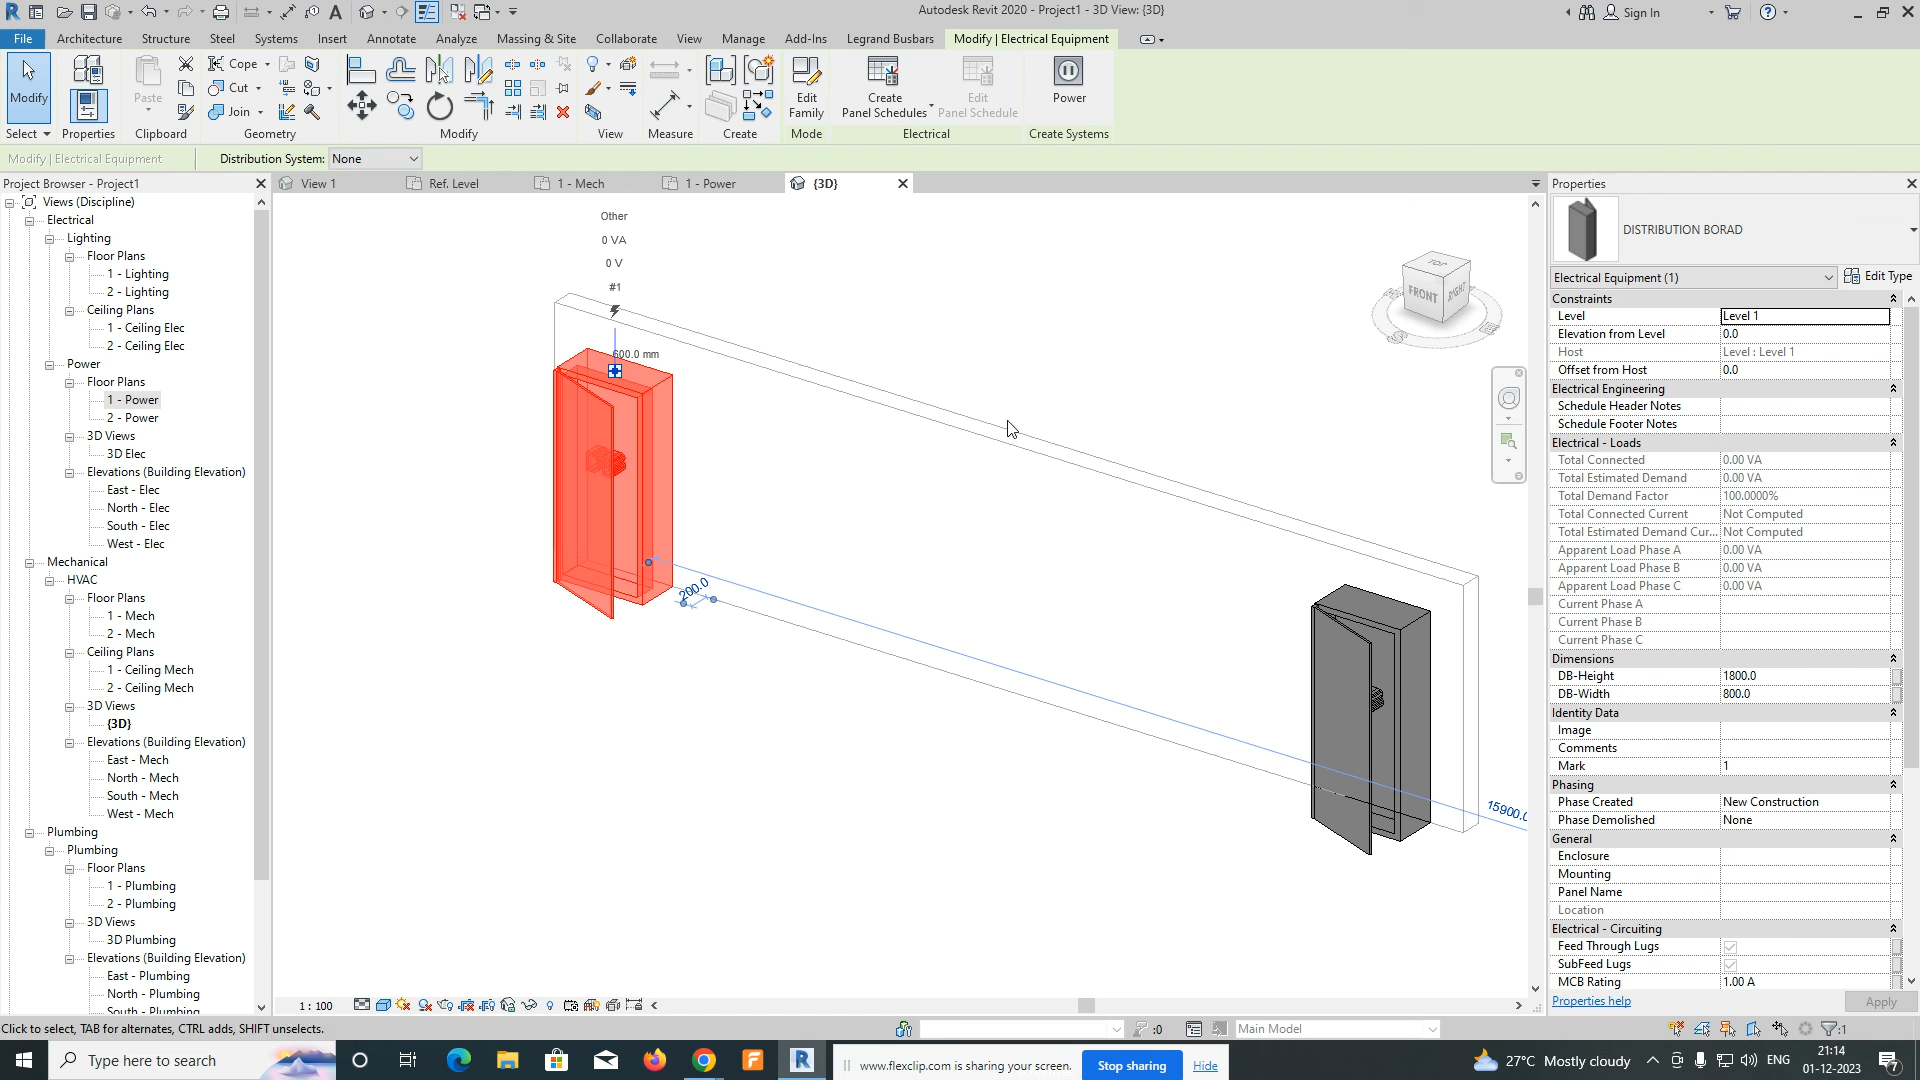 Autodesk Revit 2020 - Project1 - 3D View: {3D}
Sign In
File
Architecture
Structure
Steel
Systems
Insert
Annotate
Analyze
Massing & Site
Collaborate
View
Manage
Add-Ins
Legrand Busbars
Modify | Electrical Equipment
Modify
Paste
Cope
Cut
Join
Edit
Family
Create
Panel Schedules
Edit
Panel Schedule
Power
Select
Properties
Clipboard
Geometry
Modify
View
Measure
Create
Mode
Electrical
Create Systems
Modify | Electrical Equipment
Distribution System: None
Project Browser - Project1
Views (Discipline)
Electrical
Lighting
Floor Plans
1 - Lighting
2 - Lighting
Ceiling Plans
1 - Ceiling Elec
2 - Ceiling Elec
Power
Floor Plans
1 - Power
2 - Power
3D Views
3D Elec
Elevations (Building Elevation)
East - Elec
North - Elec
South - Elec
West - Elec
Mechanical
HVAC
Floor Plans
1 - Mech
2 - Mech
Ceiling Plans
1 - Ceiling Mech
2 - Ceiling Mech
3D Views
{3D}
Elevations (Building Elevation)
East - Mech
North - Mech
South - Mech
West - Mech
Plumbing
Plumbing
Floor Plans
1 - Plumbing
2 - Plumbing
3D Views
3D Plumbing
Elevations (Building Elevation)
East - Plumbing
North - Plumbing
South - Plumbing
View 1
Ref. Level
1 - Mech
1 - Power
{3D}
Other
0 VA
0 V
#1
600.0 mm
200.0
15900.0
TOP
FRONT
RIGHT
S
Properties
DISTRIBUTION BORAD
Electrical Equipment (1)
Edit Type
Constraints
Level Level 1
Elevation from Level 0.0
Host Level : Level 1
Offset from Host 0.0
Electrical Engineering
Schedule Header Notes
Schedule Footer Notes
Electrical - Loads
Total Connected 0.00 VA
Total Estimated Demand 0.00 VA
Total Demand Factor 100.0000%
Total Connected Current Not Computed
Total Estimated Demand Cur... Not Computed
Apparent Load Phase A 0.00 VA
Apparent Load Phase B 0.00 VA
Apparent Load Phase C 0.00 VA
Current Phase A
Current Phase B
Current Phase C
Dimensions
DB-Height 1800.0
DB-Width 800.0
Identity Data
Image
Comments
Mark 1
Phasing
Phase Created New Construction
Phase Demolished None
General
Enclosure
Mounting
Panel Name
Location
Electrical - Circuiting
Feed Through Lugs
SubFeed Lugs
MCB Rating 1.00 A
Properties help
Apply
1 : 100
Click to select, TAB for alternates, CTRL adds, SHIFT unselects.
:0
Main Model
:1
Type here to search
www.flexclip.com is sharing your screen.
Stop sharing
Hide
27°C Mostly cloudy
ENG
21:14
01-12-2023
7